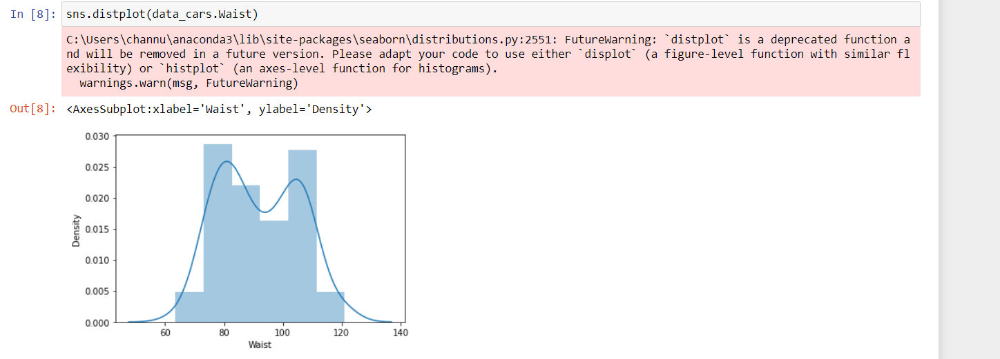 In [8]: sns.distplot(data_cars.Waist)
C:\Users\channu\anaconda3\lib\site-packages\seaborn\distributions.py:2551: FutureWarning: `distplot` is a deprecated function a
nd will be removed in a future version. Please adapt your code to use either `displot` (a figure-level function with similar fl
exibility) or `histplot` (an axes-level function for histograms).
  warnings.warn(msg, FutureWarning)
Out[8]: <AxesSubplot:xlabel='Waist', ylabel='Density'>
0.030
0.025
0.020
0.015
0.010
0.005
0.000
Density
60 80 100 120 140
Waist